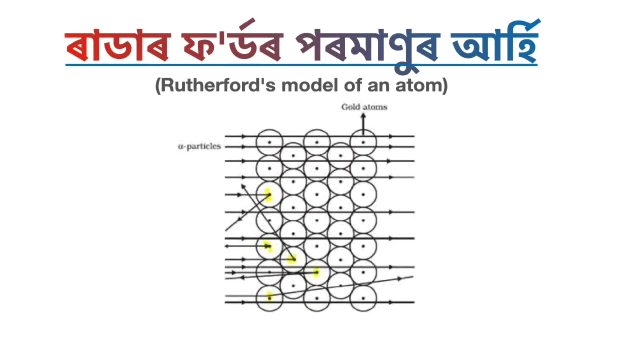 ৰাডাৰ ফ'ৰ্ডৰ পৰমাণুৰ আৰ্হি
(Rutherford's model of an atom)
Gold atoms
α-particles